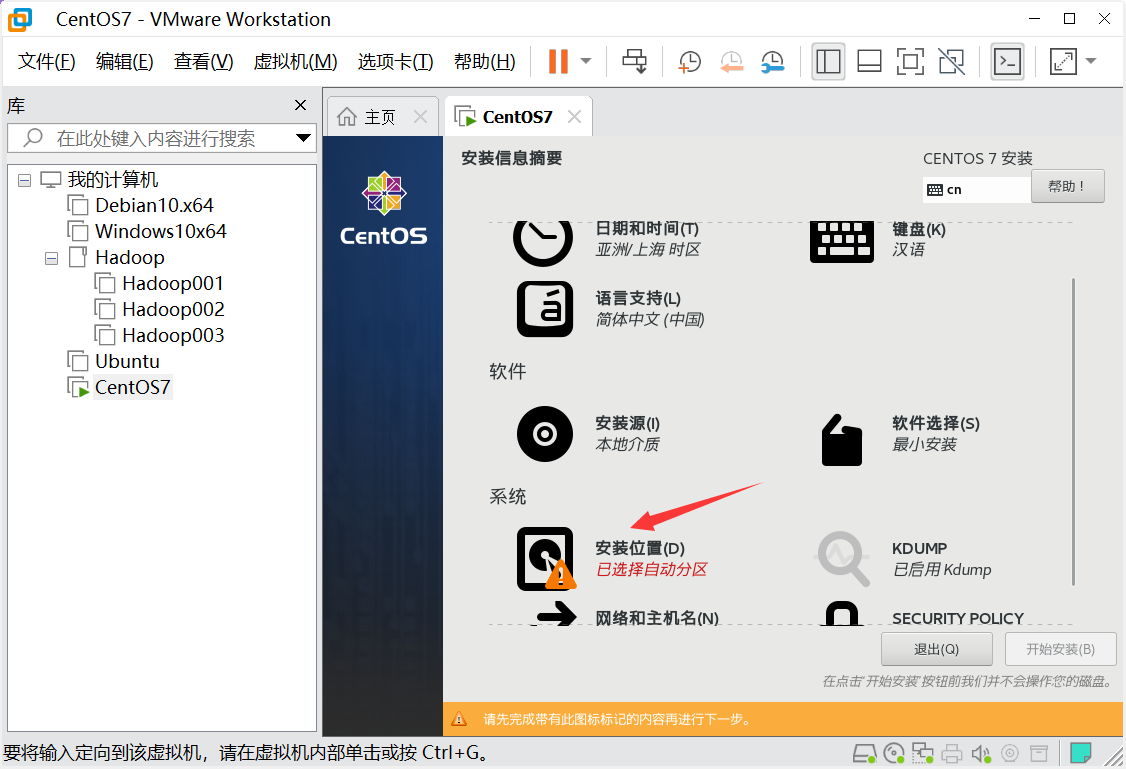 CentOS7 - VMware Workstation
文件(F) 编辑(E) 查看(V) 虚拟机(M) 选项卡(T) 帮助(H)
库
在此处键入内容进行搜索
我的计算机
Debian10.x64
Windows10x64
Hadoop
Hadoop001
Hadoop002
Hadoop003
Ubuntu
CentOS7
主页
CentOS7
CentOS
安装信息摘要
CENTOS 7 安装
cn
帮助！
日期和时间(T)
亚洲/上海 时区
键盘(K)
汉语
语言支持(L)
简体中文 (中国)
软件
安装源(I)
本地介质
软件选择(S)
最小安装
系统
安装位置(D)
已选择自动分区
KDUMP
已启用 Kdump
网络和主机名(N)
SECURITY POLICY
退出(Q)
开始安装(B)
在点击'开始安装'按钮前我们并不会操作您的磁盘。
请先完成带有此图标标记的内容再进行下一步。
要将输入定向到该虚拟机，请在虚拟机内部单击或按 Ctrl+G。